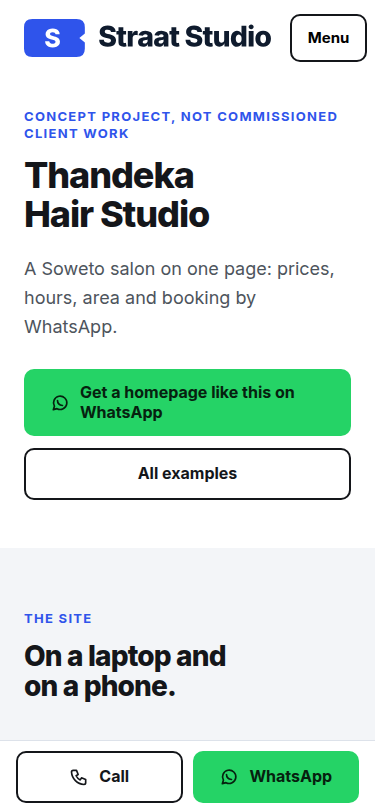 S Straat Studio Menu
CONCEPT PROJECT, NOT COMMISSIONED
CLIENT WORK
Thandeka
Hair Studio
A Soweto salon on one page: prices,
hours, area and booking by
WhatsApp.
Get a homepage like this on
WhatsApp
All examples
THE SITE
On a laptop and
on a phone.
Call WhatsApp